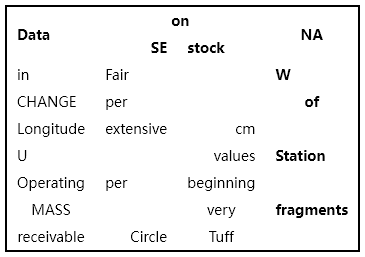 on
Data NA
SE stock
in Fair W
CHANGE per of
Longitude extensive cm
U values Station
Operating per beginning
MASS very fragments
receivable Circle Tuff